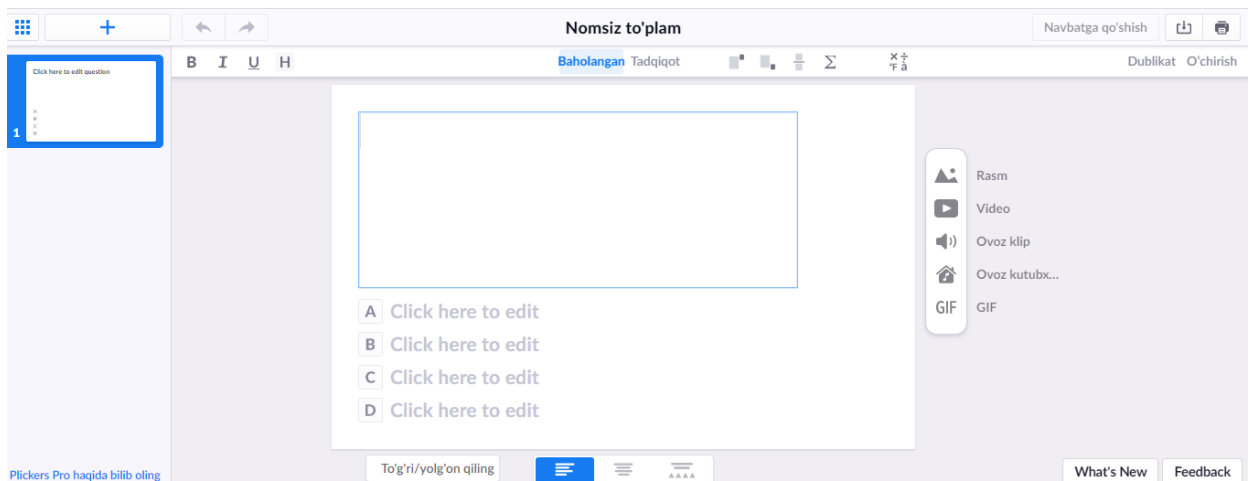 Nomsiz to'plam
Navbatga qo'shish
B I U H
Baholangan Tadqiqot
Σ
Dublikat O'chirish
Click here to edit question
A
B
C
D
1
Rasm
Video
Ovoz klip
Ovoz kutubx...
GIF GIF
A Click here to edit
B Click here to edit
C Click here to edit
D Click here to edit
Plickers Pro haqida bilib oling
To'g'ri/yolg'on qiling
What's New
Feedback